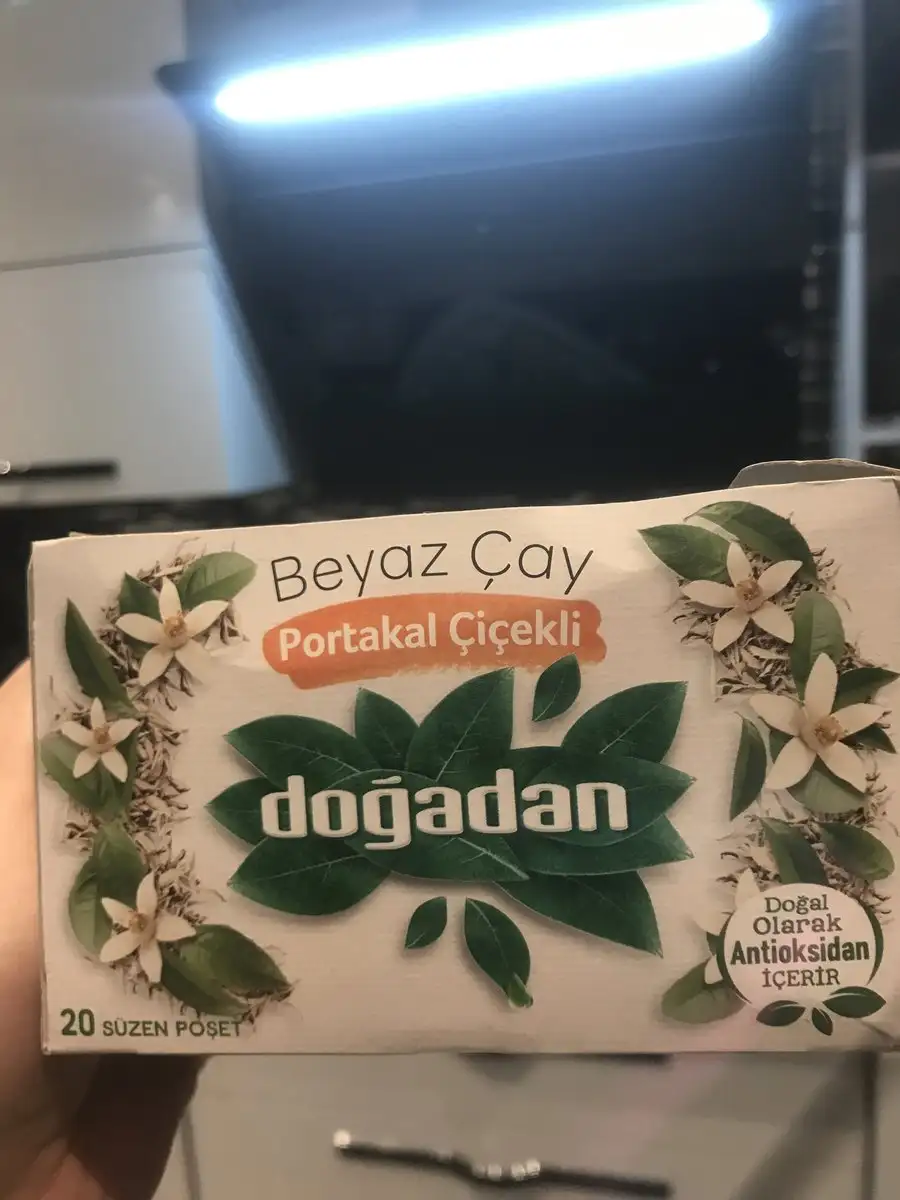 Beyaz Çay
Portakal Çiçekli
doğadan
Doğal
Olarak
Antioksidan
İÇERİR
20 SÜZEN POŞET